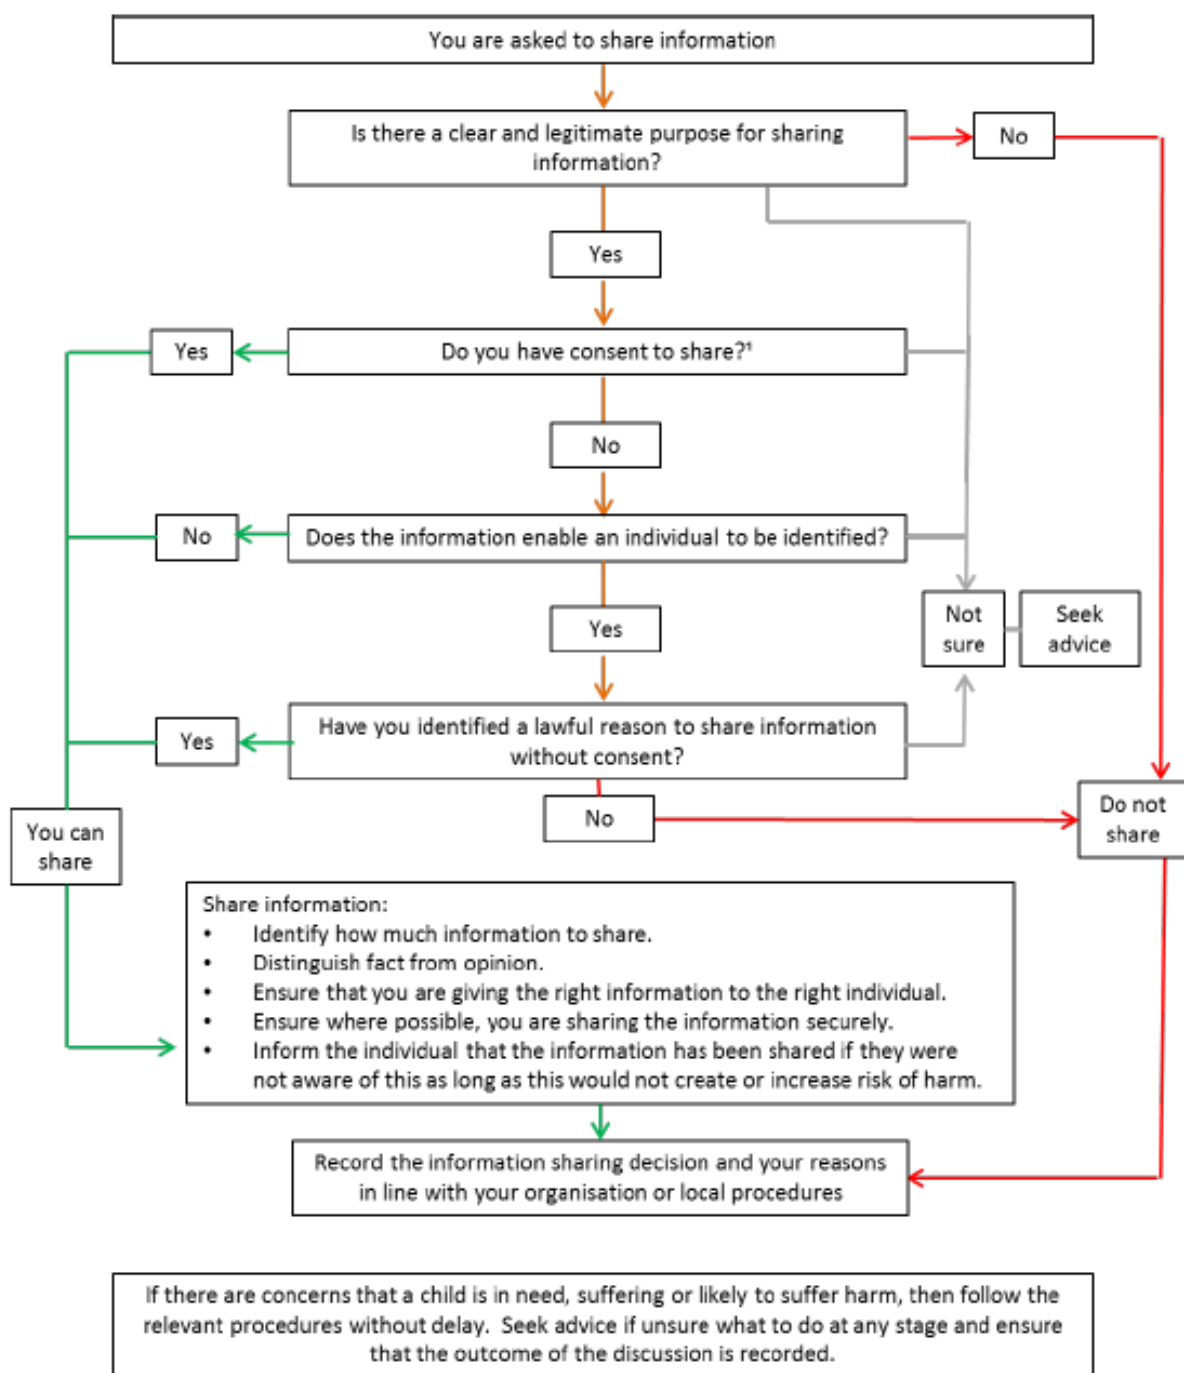 You are asked to share information
Is there a clear and legitimate purpose for sharing
information?
No
Yes
Yes
Do you have consent to share?¹
No
No
Does the information enable an individual to be identified?
Yes
Not
sure
Seek
advice
Yes
Have you identified a lawful reason to share information
without consent?
No
Do not
share
You can
share
Share information:
• Identify how much information to share.
• Distinguish fact from opinion.
• Ensure that you are giving the right information to the right individual.
• Ensure where possible, you are sharing the information securely.
• Inform the individual that the information has been shared if they were
not aware of this as long as this would not create or increase risk of harm.
Record the information sharing decision and your reasons
in line with your organisation or local procedures
If there are concerns that a child is in need, suffering or likely to suffer harm, then follow the
relevant procedures without delay. Seek advice if unsure what to do at any stage and ensure
that the outcome of the discussion is recorded.